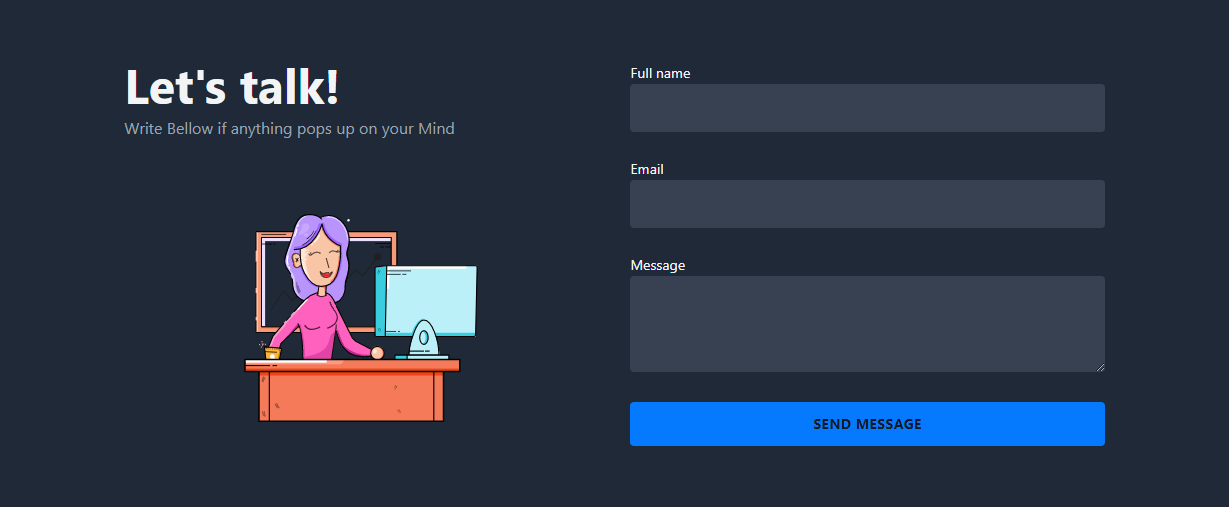 Let's talk!
Write Bellow if anything pops up on your Mind
Full name
Email
Message
SEND MESSAGE